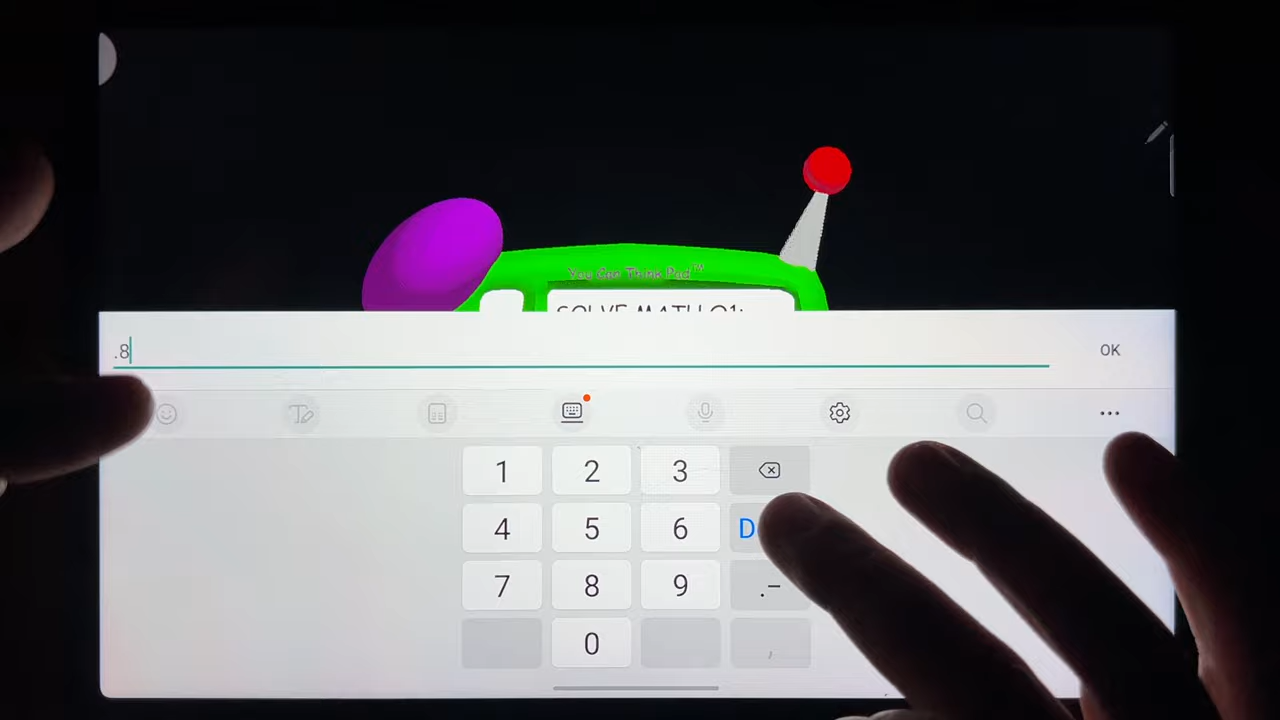 You Can Think Pad™
SOLVE MATH Q1:
.8
OK
1 2 3
4 5 6 D
7 8 9 .-
0 ,